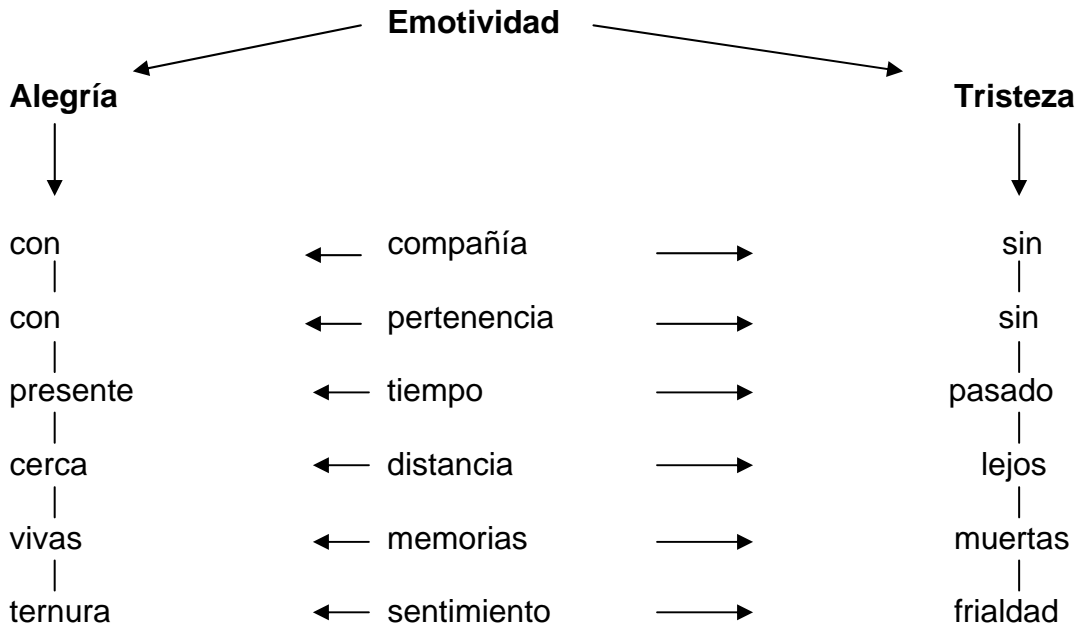 Emotividad
Alegría Tristeza
con compañía sin
con pertenencia sin
presente tiempo pasado
cerca distancia lejos
vivas memorias muertas
ternura sentimiento frialdad